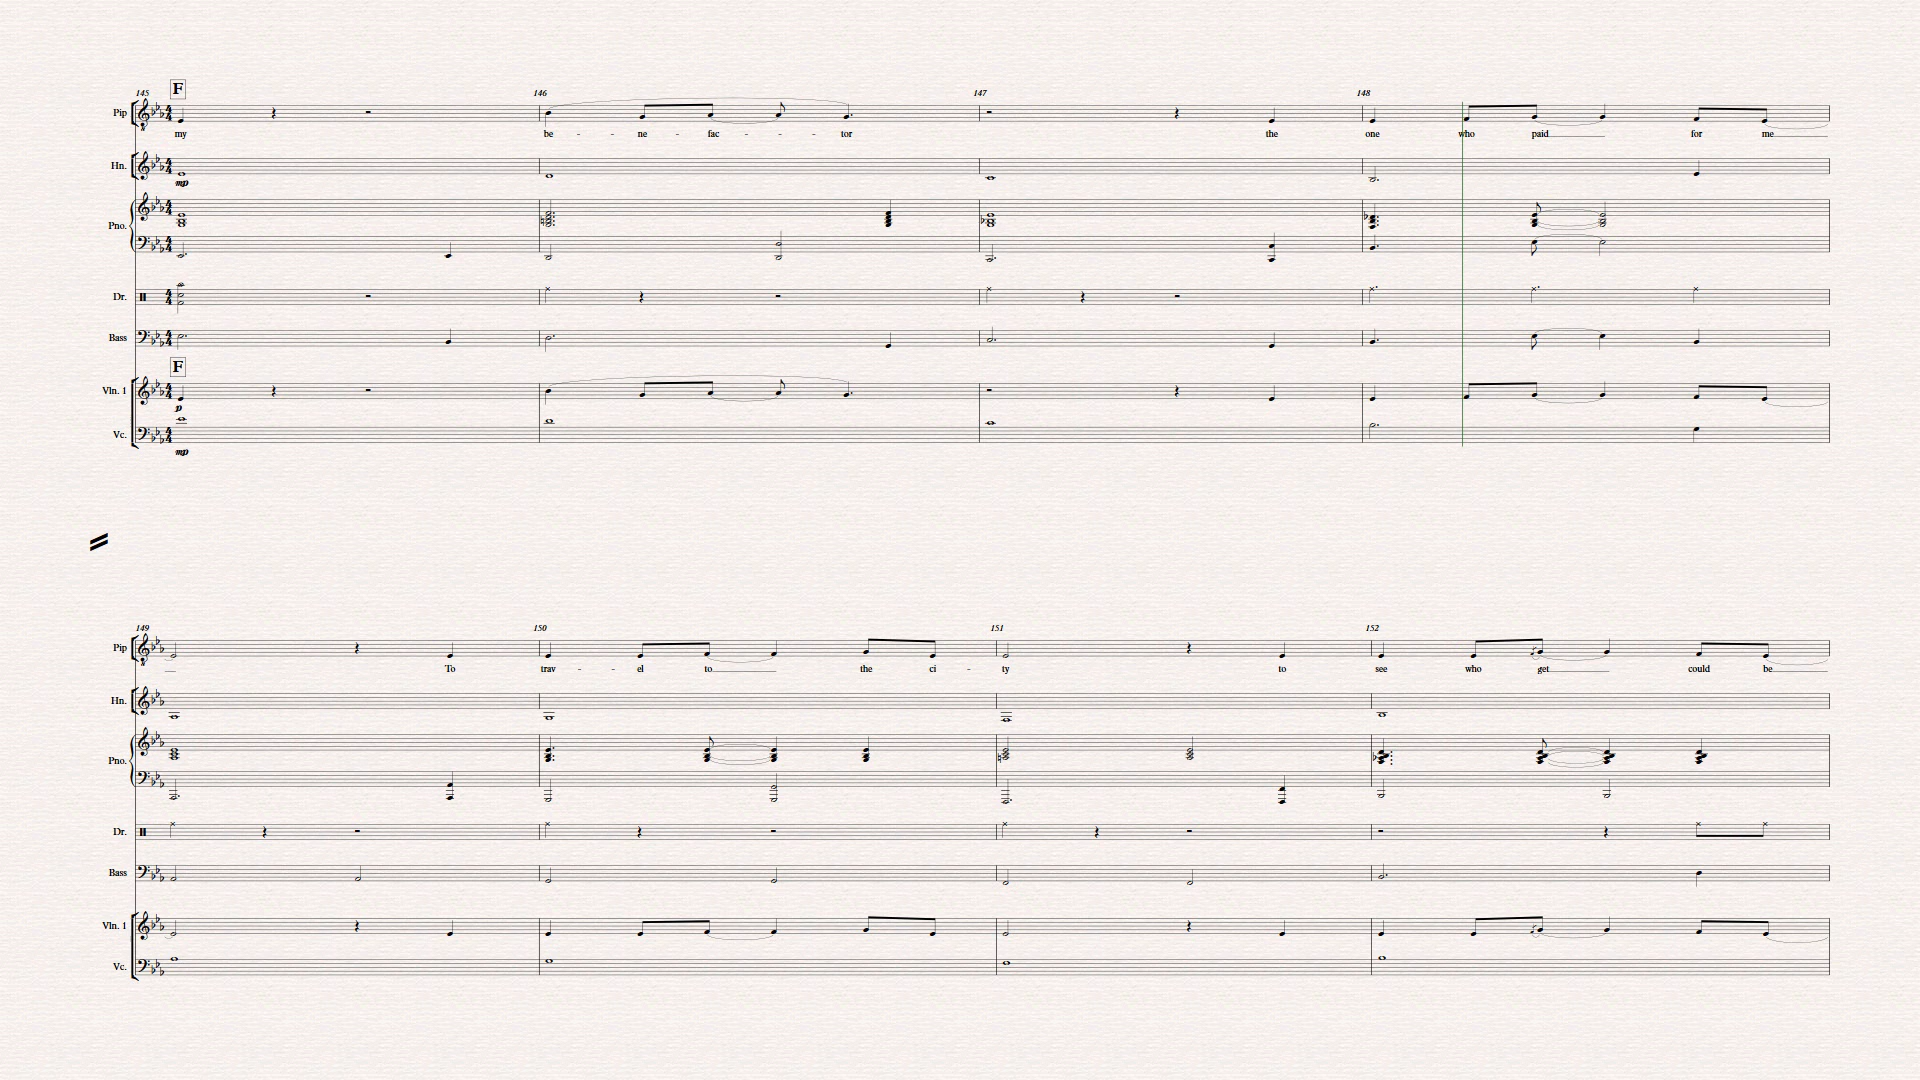 145 F 146 147 148
Pip
my be - - ne - fac - - tor the one who paid for me
Hn.
mp
Pno.
Dr.
Bass
F
Vln. 1
p
Vc.
mp
149 150 151 152
Pip
To trav - - el to the ci - ty to see who get could be
Hn.
Pno.
Dr.
Bass
Vln. 1
Vc.